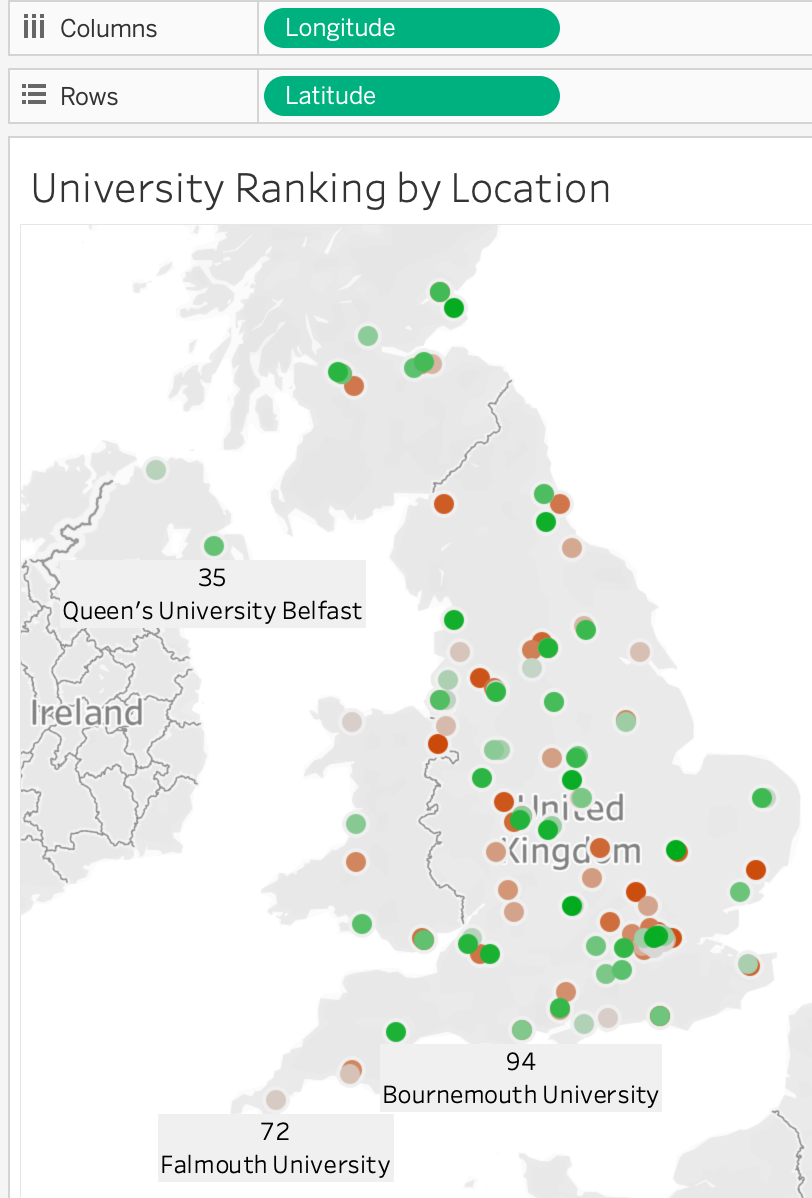 Columns
Longitude
Rows
Latitude
University Ranking by Location
35
Queen's University Belfast
Ireland
United
Kingdom
94
Bournemouth University
72
Falmouth University